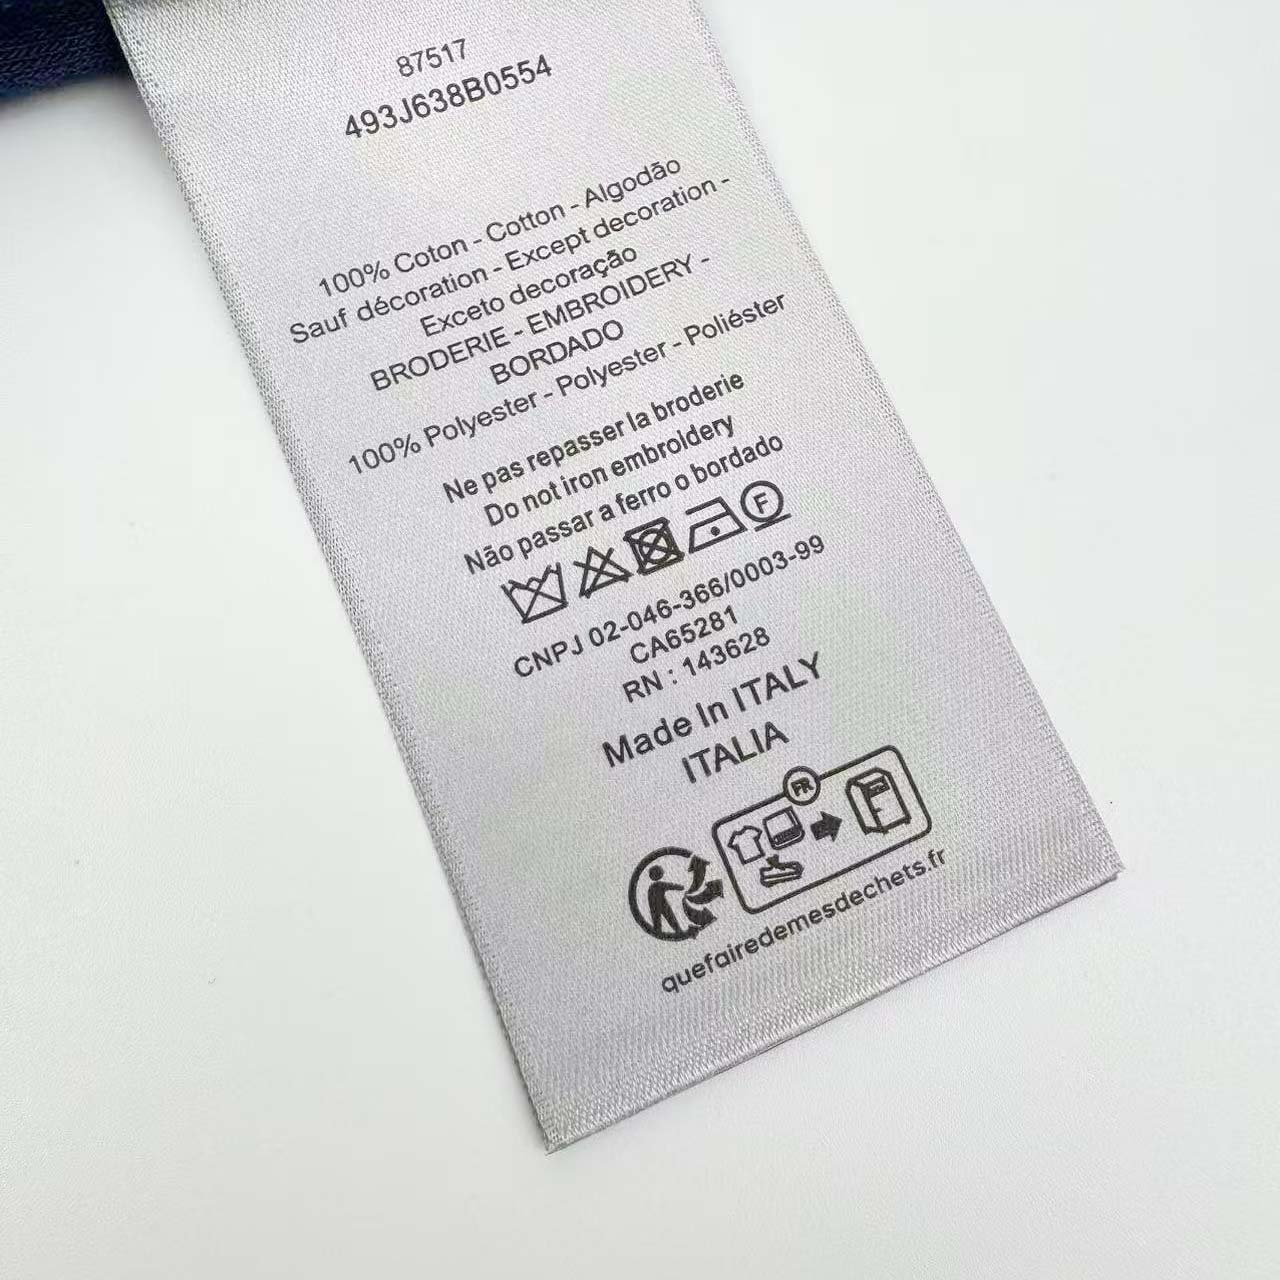 87517
493J638B0554
100% Coton - Cotton - Algodão
Sauf décoration - Except decoration -
Exceto decoração
BRODERIE - EMBROIDERY -
BORDADO
100% Polyester - Polyester - Poliéster
Ne pas repasser la broderie
Do not iron embroidery
Não passar a ferro o bordado
F
CNPJ 02-046-366/0003-99
CA65281
RN : 143628
Made In ITALY
ITALIA
FR
quefairedemesdechets.fr